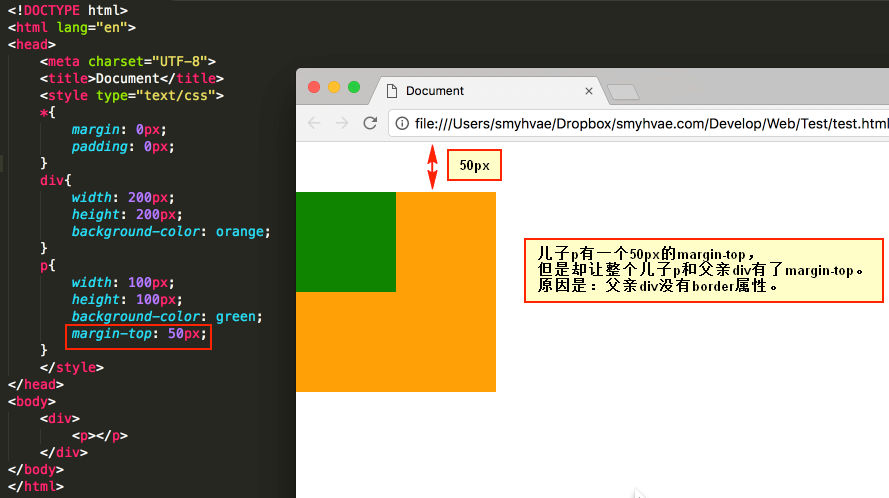 <!DOCTYPE html>
<html lang="en">
<head>
    <meta charset="UTF-8">
    <title>Document</title>
    <style type="text/css">
    *{
        margin: 0px;
        padding: 0px;
    }
    div{
        width: 200px;
        height: 200px;
        background-color: orange;
    }
    p{
        width: 100px;
        height: 100px;
        background-color: green;
        margin-top: 50px;
    }
    </style>
</head>
<body>
    <div>
        <p></p>
    </div>
</body>
</html>
Document
file:///Users/smyhvae/Dropbox/smyhvae.com/Develop/Web/Test/test.html
50px
儿子p有一个50px的margin-top，
但是却让整个儿子p和父亲div有了margin-top。
原因是：父亲div没有border属性。